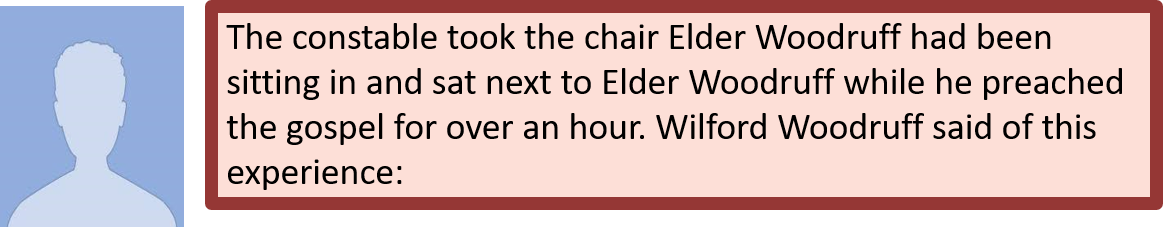 The constable took the chair Elder Woodruff had been
sitting in and sat next to Elder Woodruff while he preached
the gospel for over an hour. Wilford Woodruff said of this
experience: